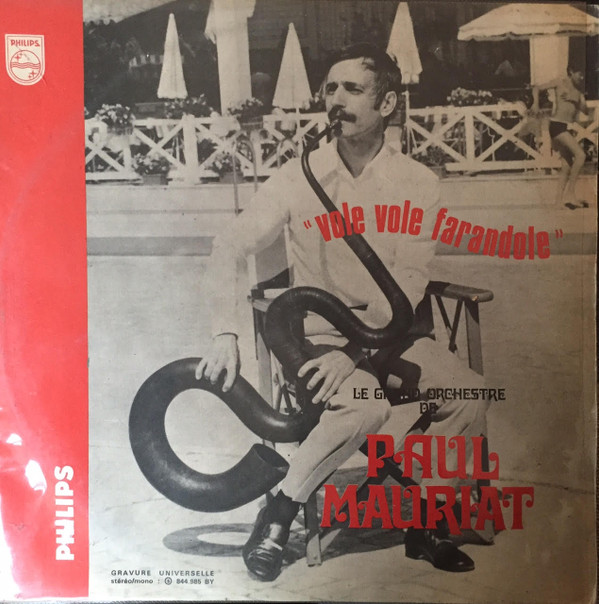 PHILIPS
"vole vole farandole"
LE GRAND ORCHESTRE
DE
PAUL
MAURIAT
PHILIPS
GRAVURE UNIVERSELLE
stéréo/mono : Ⓢ 844.985 BY